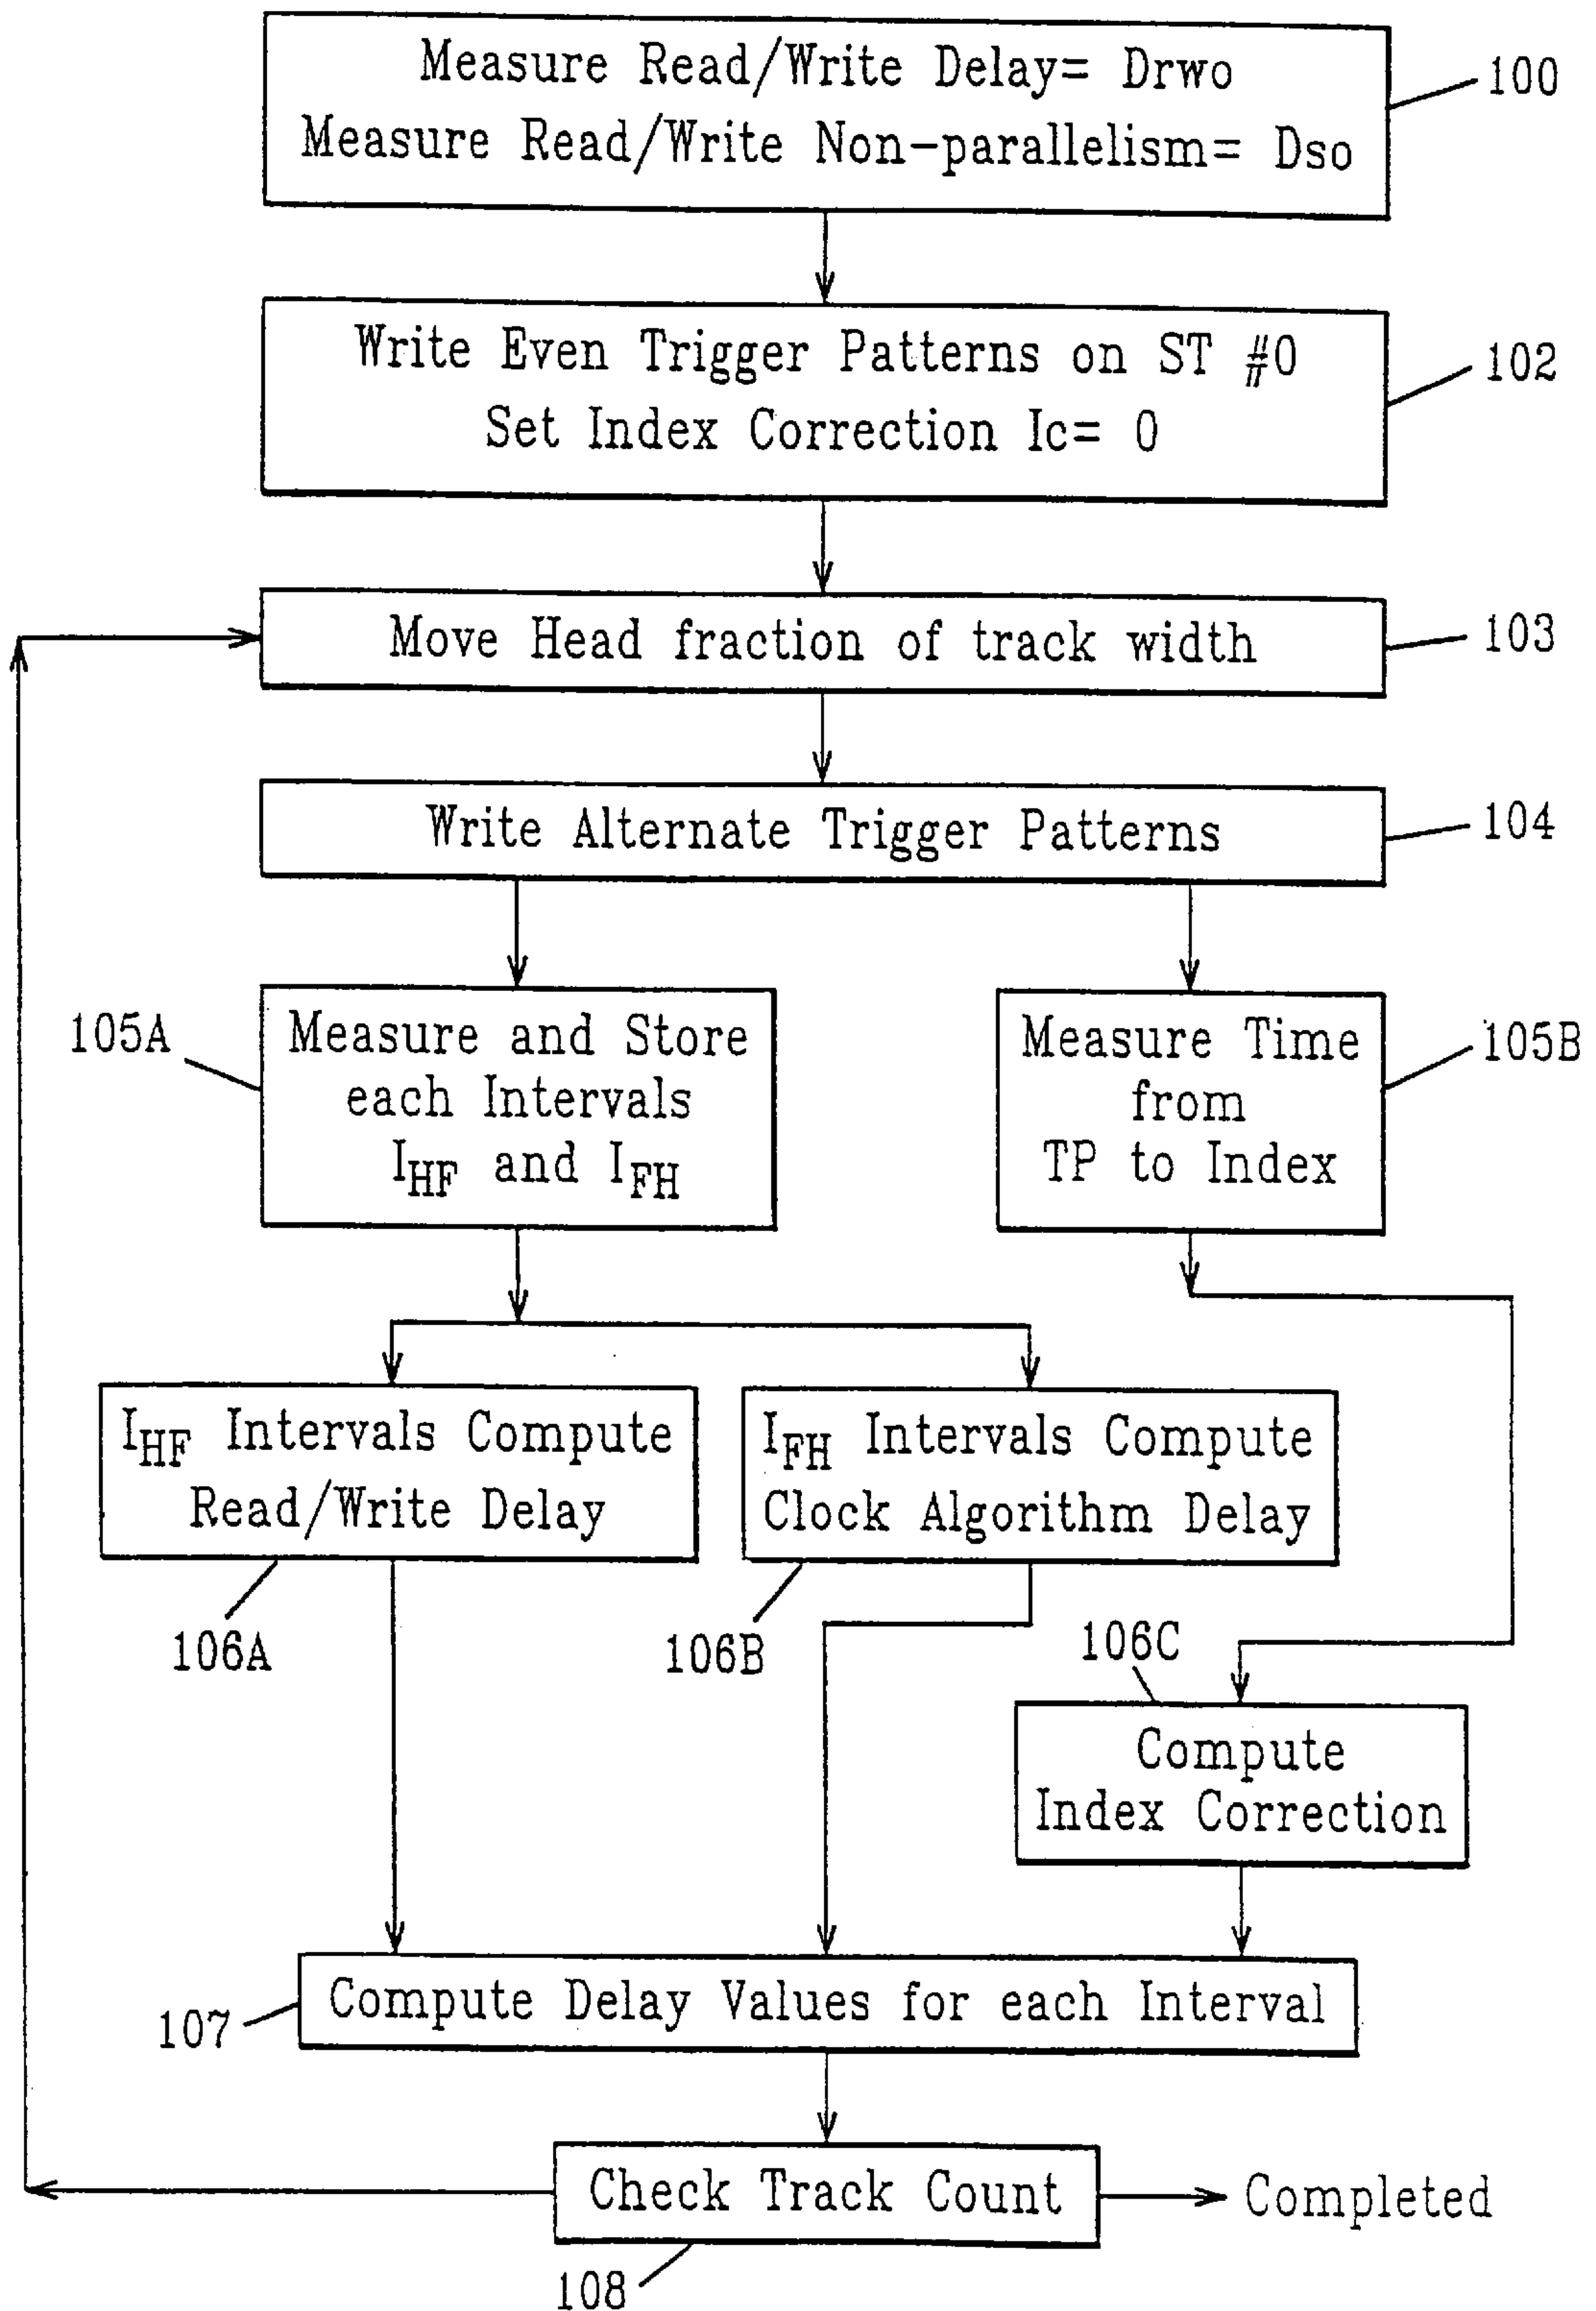 Measure Read/Write Delay= Drwo
Measure Read/Write Non-parallelism= Dso
100
Write Even Trigger Patterns on ST #0
Set Index Correction Ic= 0
102
Move Head fraction of track width
103
Write Alternate Trigger Patterns
104
105A
Measure and Store
each Intervals
I_HF and I_FH
Measure Time
from
TP to Index
105B
I_HF Intervals Compute
Read/Write Delay
106A
I_FH Intervals Compute
Clock Algorithm Delay
106B
106C
Compute
Index Correction
Compute Delay Values for each Interval
107
Check Track Count
Completed
108